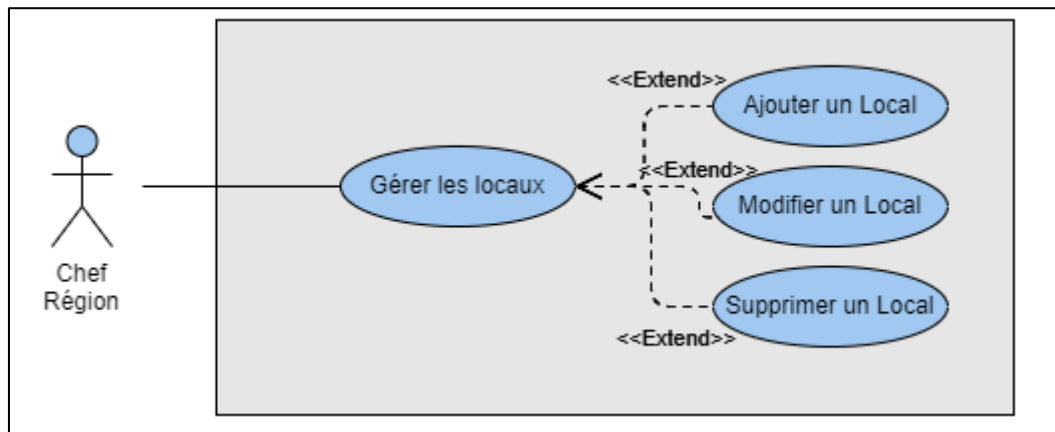 <<Extend>>
Ajouter un Local
<<Extend>>
Gérer les locaux
Modifier un Local
Chef
Région
Supprimer un Local
<<Extend>>